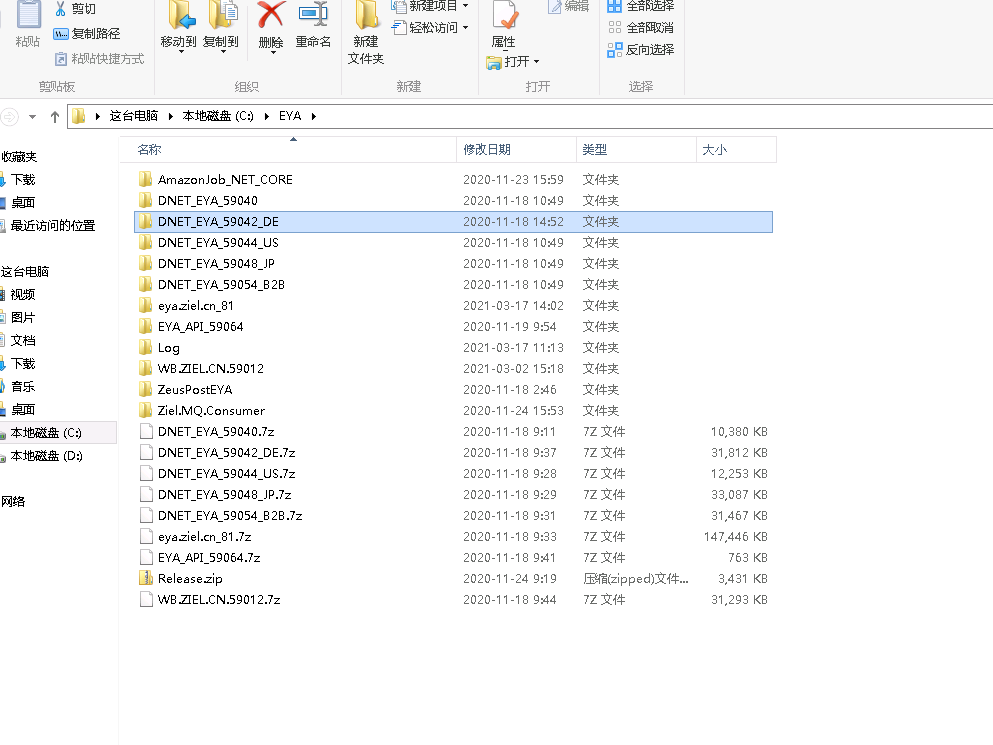 剪切
新建项目
编辑
全部选择
复制路径
轻松访问
全部取消
粘贴
移动到 复制到
删除 重命名
新建
文件夹
属性
打开
反向选择
粘贴快捷方式
剪贴板
组织
新建
打开
选择
这台电脑 本地磁盘 (C:) EYA
名称 修改日期 类型 大小
收藏夹
下载
桌面
最近访问的位置
这台电脑
视频
图片
文档
下载
音乐
桌面
本地磁盘 (C:)
本地磁盘 (D:)
网络
AmazonJob_NET_CORE 2020-11-23 15:59 文件夹
DNET_EYA_59040 2020-11-18 10:49 文件夹
DNET_EYA_59042_DE 2020-11-18 14:52 文件夹
DNET_EYA_59044_US 2020-11-18 10:49 文件夹
DNET_EYA_59048_JP 2020-11-18 10:49 文件夹
DNET_EYA_59054_B2B 2020-11-18 10:49 文件夹
eya.ziel.cn_81 2021-03-17 14:02 文件夹
EYA_API_59064 2020-11-19 9:54 文件夹
Log 2021-03-17 11:13 文件夹
WB.ZIEL.CN.59012 2021-03-02 15:18 文件夹
ZeusPostEYA 2020-11-18 2:46 文件夹
Ziel.MQ.Consumer 2020-11-24 15:53 文件夹
DNET_EYA_59040.7z 2020-11-18 9:11 7Z 文件 10,380 KB
DNET_EYA_59042_DE.7z 2020-11-18 9:37 7Z 文件 31,812 KB
DNET_EYA_59044_US.7z 2020-11-18 9:28 7Z 文件 12,253 KB
DNET_EYA_59048_JP.7z 2020-11-18 9:29 7Z 文件 33,087 KB
DNET_EYA_59054_B2B.7z 2020-11-18 9:31 7Z 文件 31,467 KB
eya.ziel.cn_81.7z 2020-11-18 9:33 7Z 文件 147,446 KB
EYA_API_59064.7z 2020-11-18 9:41 7Z 文件 763 KB
Release.zip 2020-11-24 9:19 压缩(zipped)文件... 3,431 KB
WB.ZIEL.CN.59012.7z 2020-11-18 9:44 7Z 文件 31,293 KB